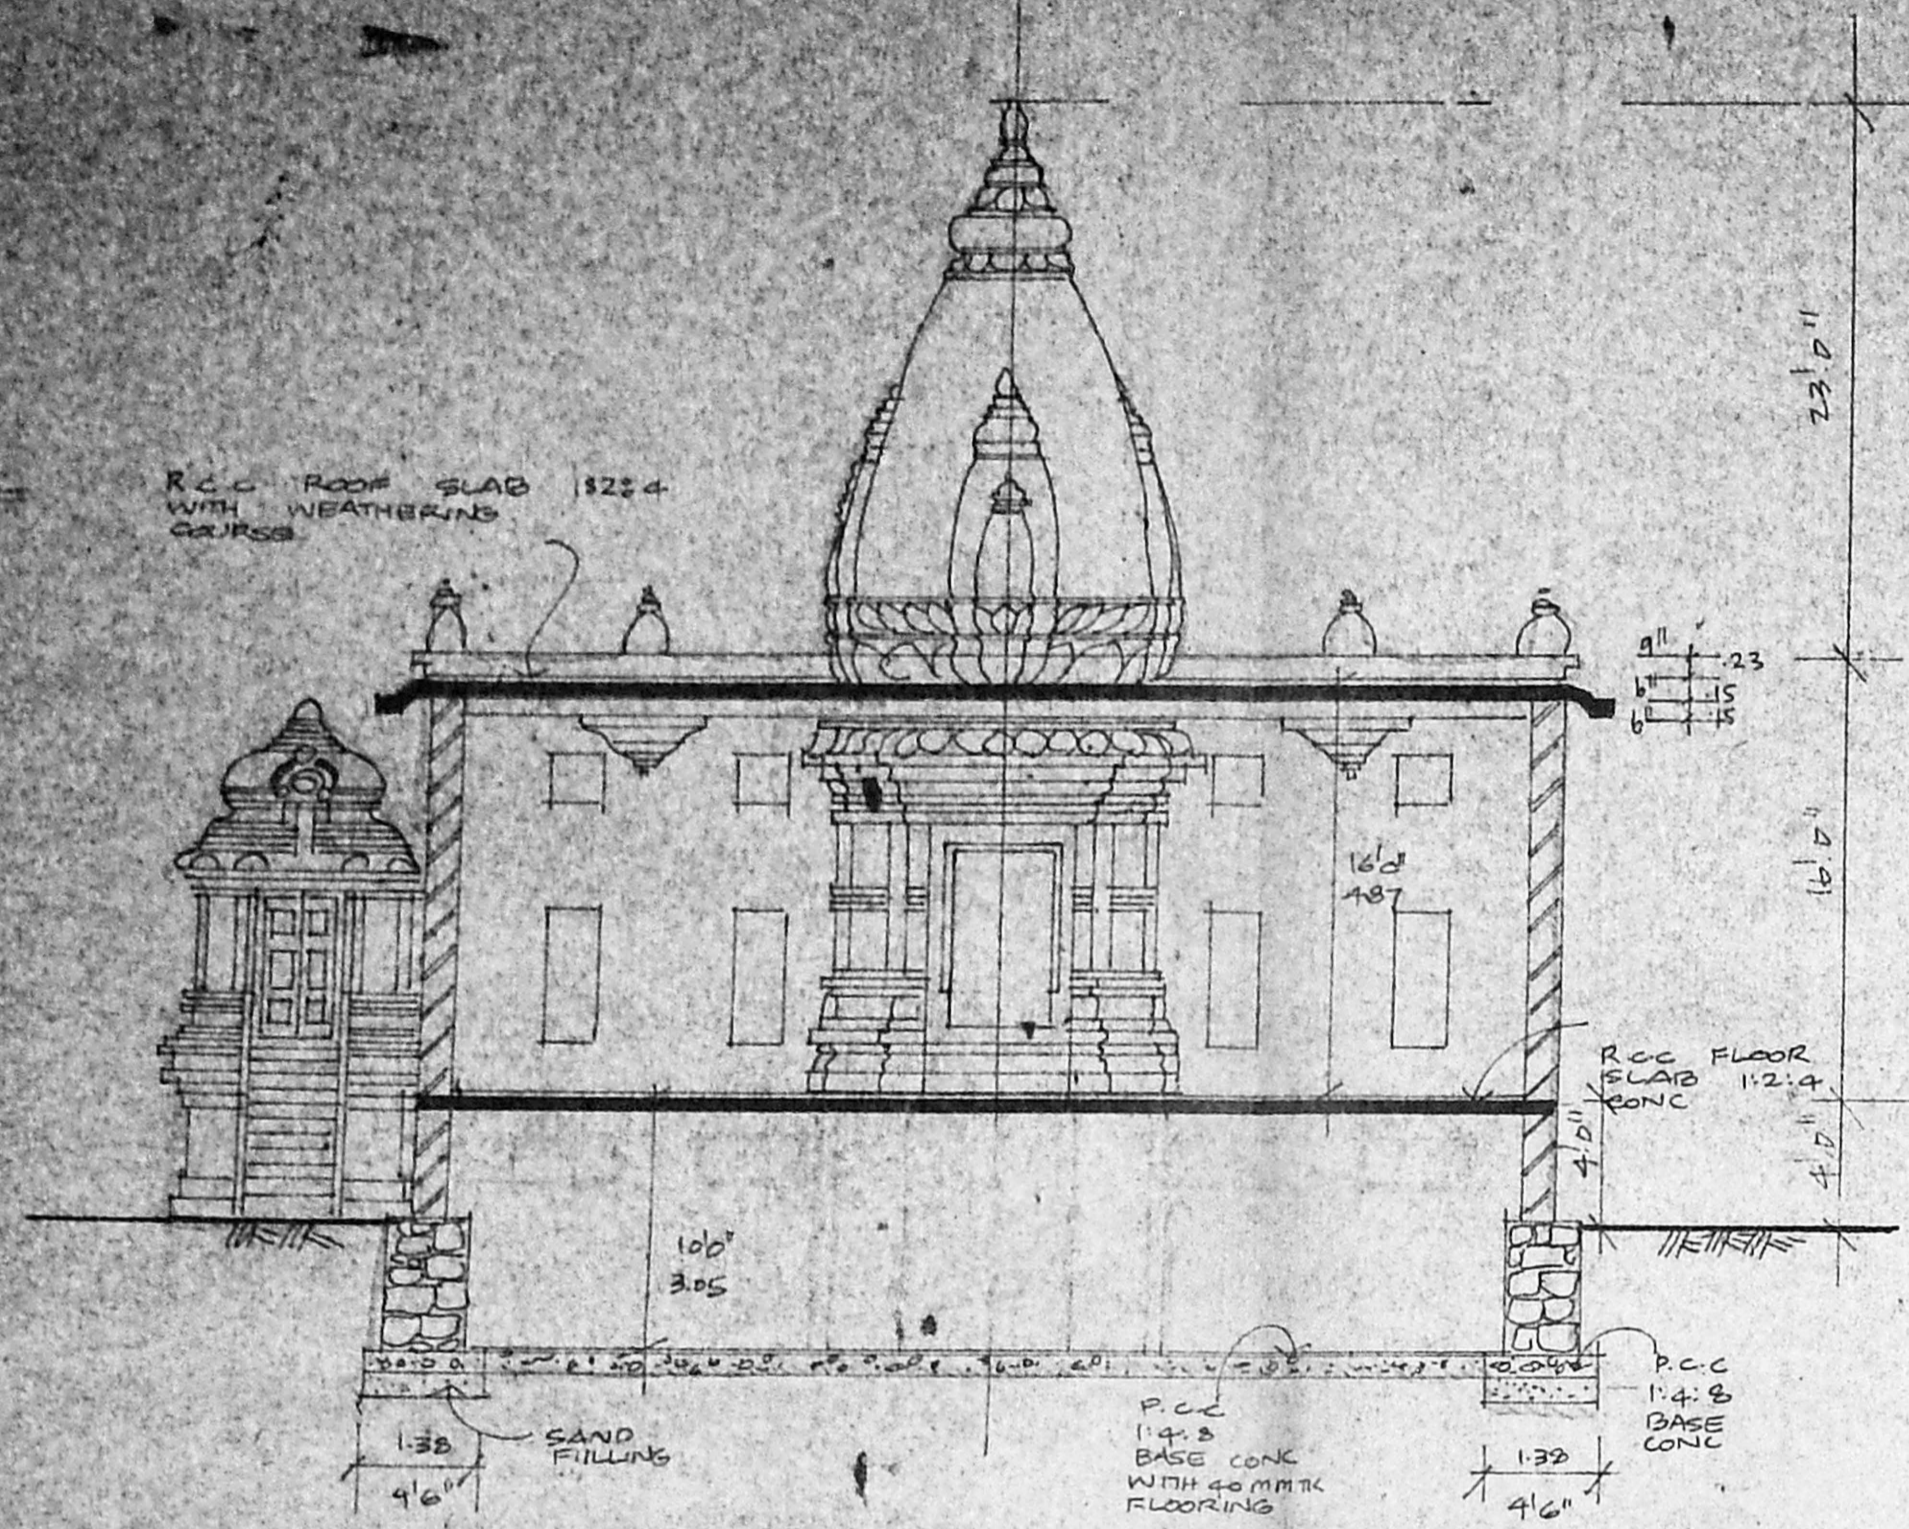 R.C.C ROOF SLAB 1:2:4
WITH WEATHERING
COURSE
23'0"
9"
.23
6"
.15
6"
.15
16'0"
4.87
R.C.C FLOOR
SLAB 1:2:4
CONC
4'0"
4'0"
10'0"
3.05
SAND
FIILLING
1.38
4'6"
P.C.C
1:4:8
BASE CONC
WITH 40 MM TK
FLOORING
P.C.C
1:4:8
BASE
CONC
1.38
4'6"